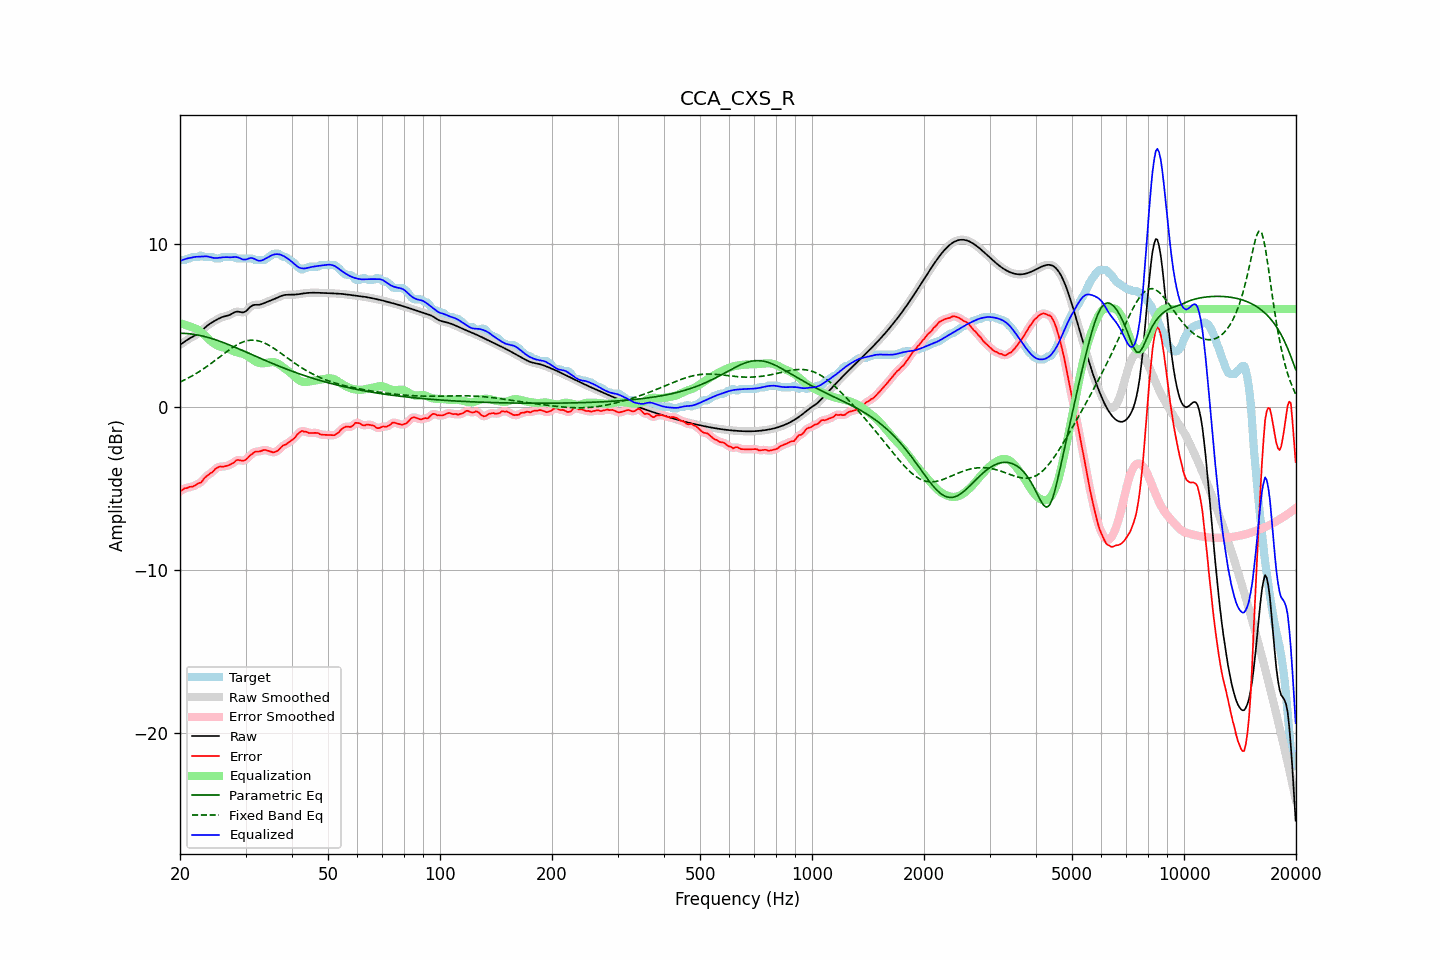 CCA_CXS_R
Amplitude (dBr)
10
0
−10
−20
Target
Raw Smoothed
Error Smoothed
Raw
Error
Equalization
Parametric Eq
Fixed Band Eq
Equalized
20 50 100 200 500 1000 2000 5000 10000 20000
Frequency (Hz)